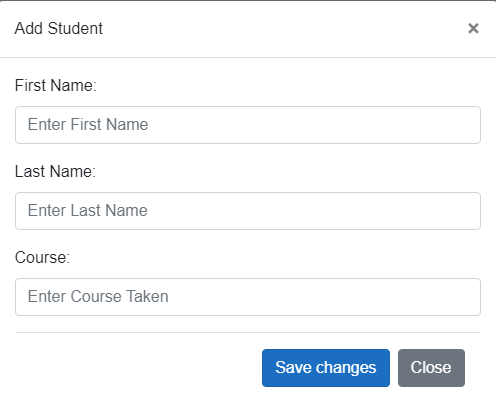 Add Student ×
First Name:
Enter First Name
Last Name:
Enter Last Name
Course:
Enter Course Taken
Save changes Close